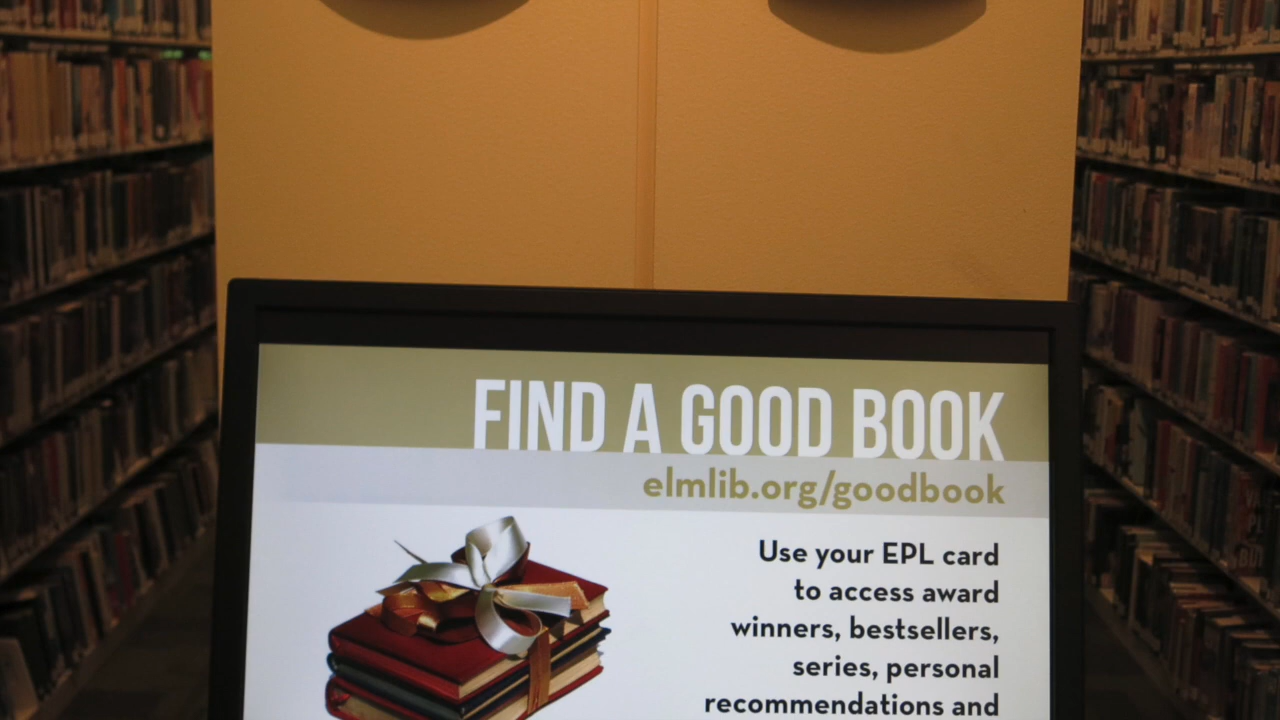 FIND A GOOD BOOK
elmlib.org/goodbook
Use your EPL card
to access award
winners, bestsellers,
series, personal
recommendations and